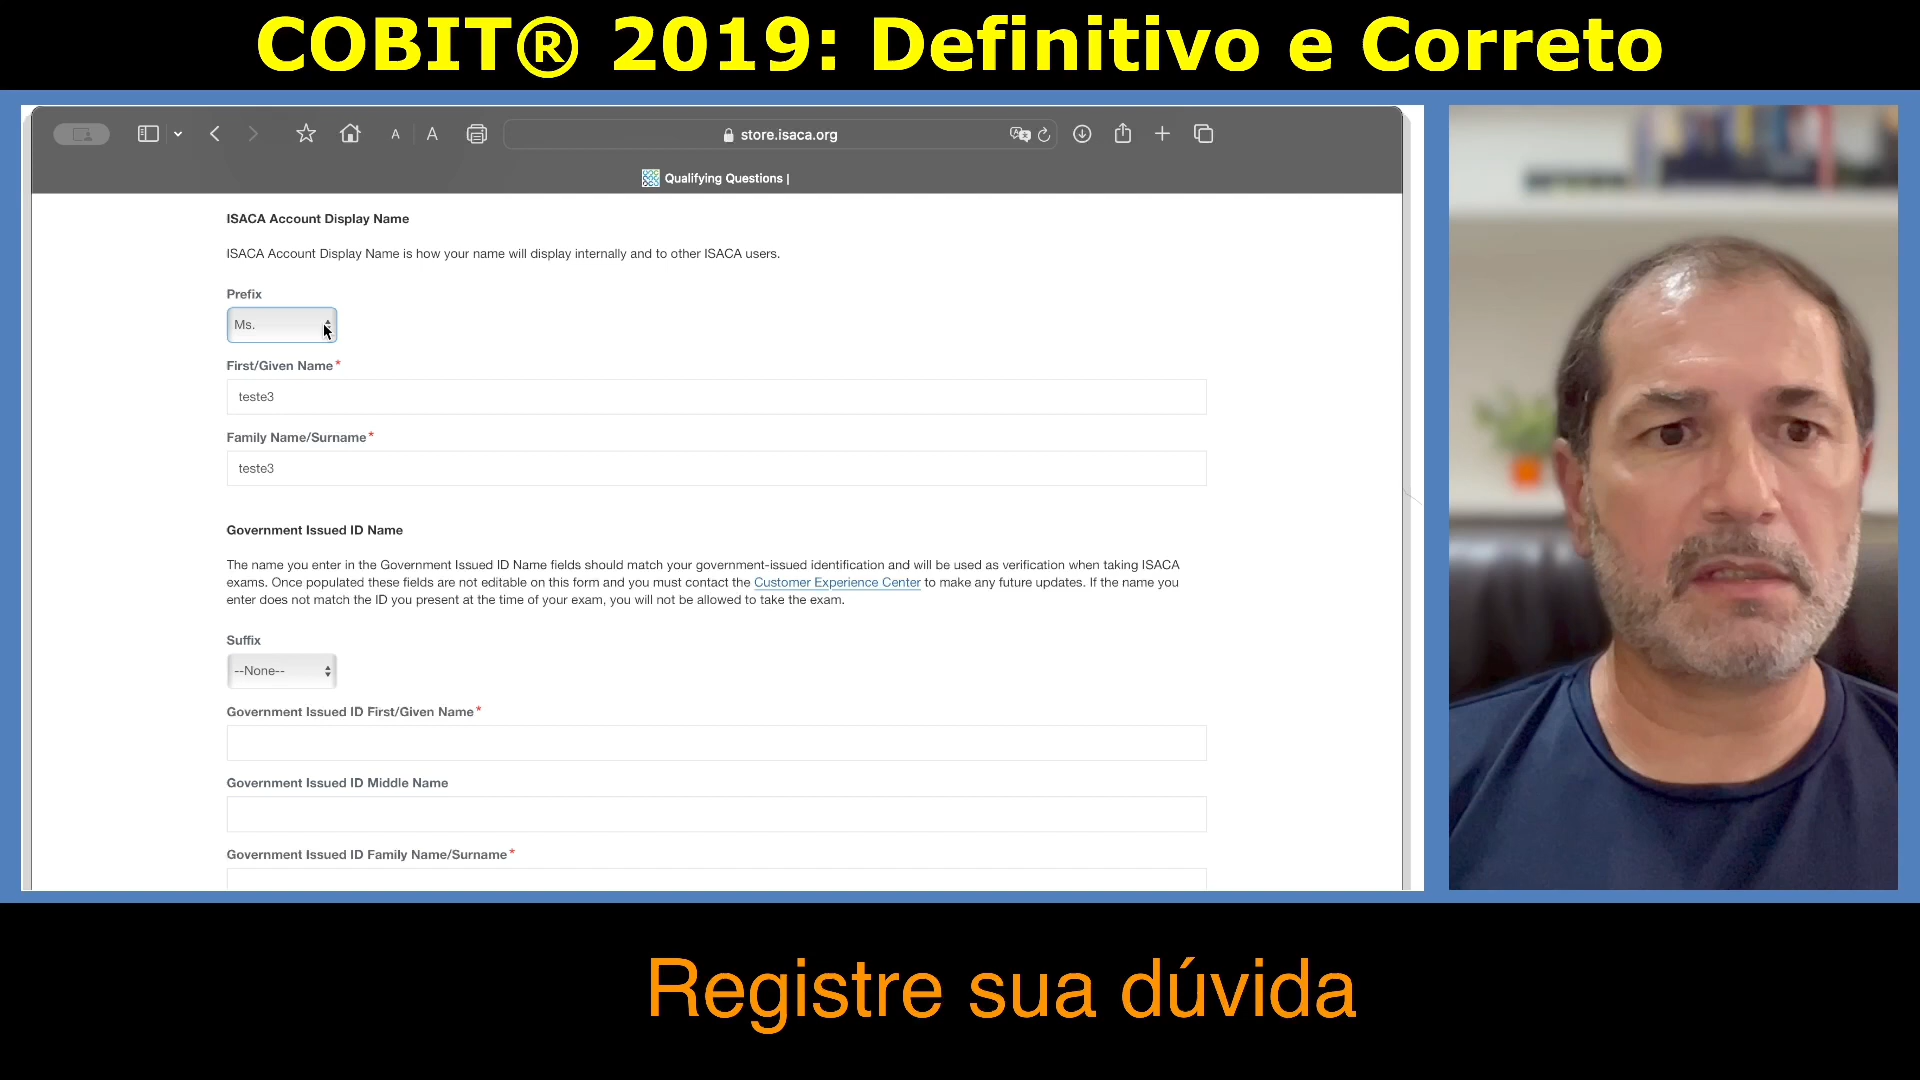 COBIT® 2019: Definitivo e Correto
A A store.isaca.org
Qualifying Questions |
ISACA Account Display Name
ISACA Account Display Name is how your name will display internally and to other ISACA users.
Prefix
Ms.
First/Given Name*
teste3
Family Name/Surname*
teste3
Government Issued ID Name
The name you enter in the Government Issued ID Name fields should match your government-issued identification and will be used as verification when taking ISACA
exams. Once populated these fields are not editable on this form and you must contact the Customer Experience Center to make any future updates. If the name you
enter does not match the ID you present at the time of your exam, you will not be allowed to take the exam.
Suffix
--None--
Government Issued ID First/Given Name*
Government Issued ID Middle Name
Government Issued ID Family Name/Surname*
Registre sua dúvida